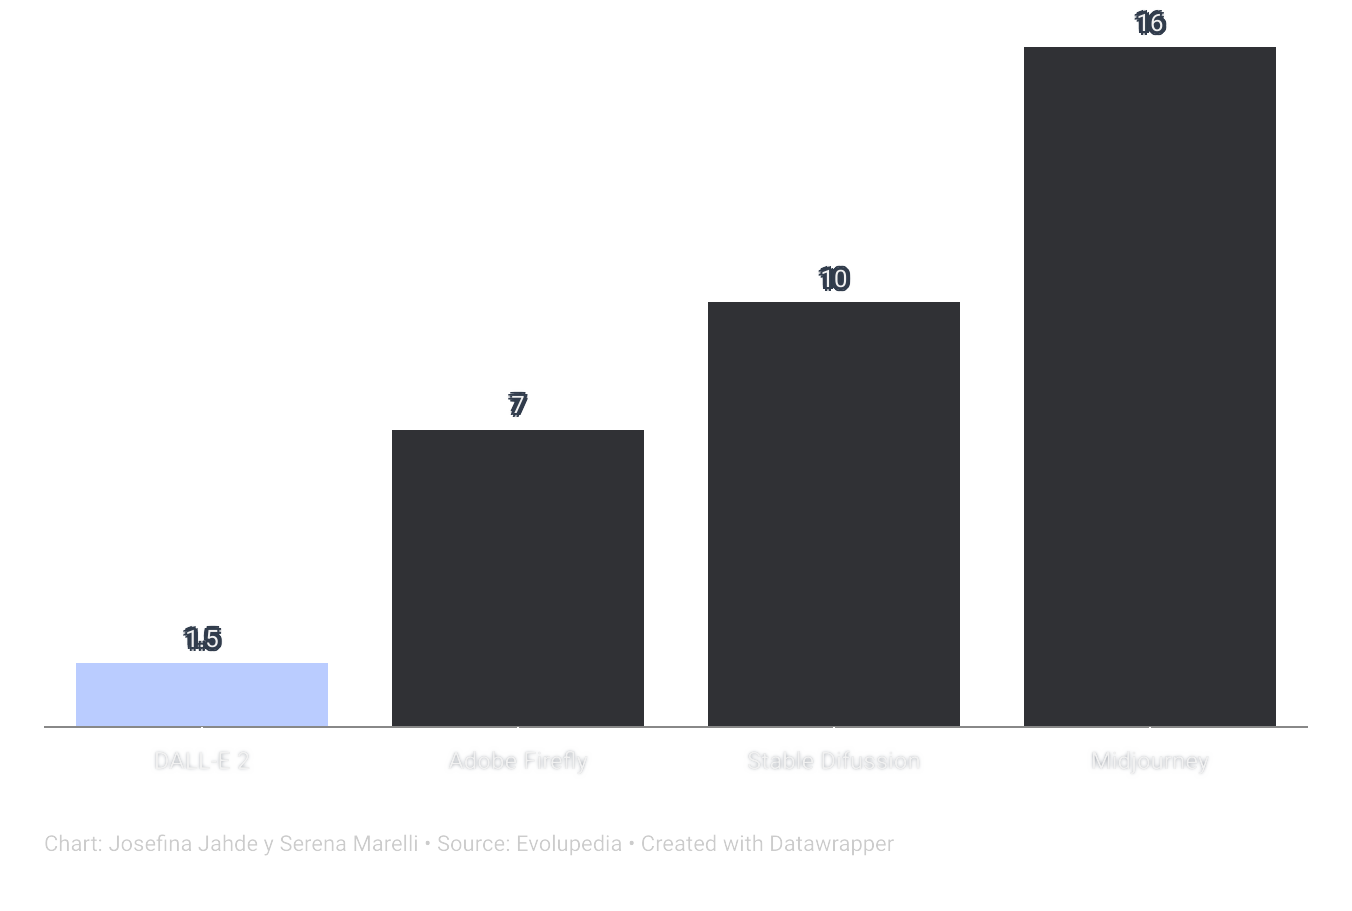 16
10
7
1.5
DALL-E 2 Adobe Firefly Stable Difussion Midjourney
Chart: Josefina Jahde y Serena Marelli • Source: Evolupedia • Created with Datawrapper